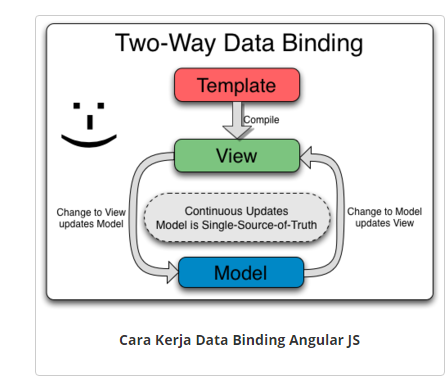 Two-Way Data Binding
Template
Compile
View
Change to View
updates Model
Continuous Updates
Model is Single-Source-of-Truth
Change to Model
updates View
Model
Cara Kerja Data Binding Angular JS